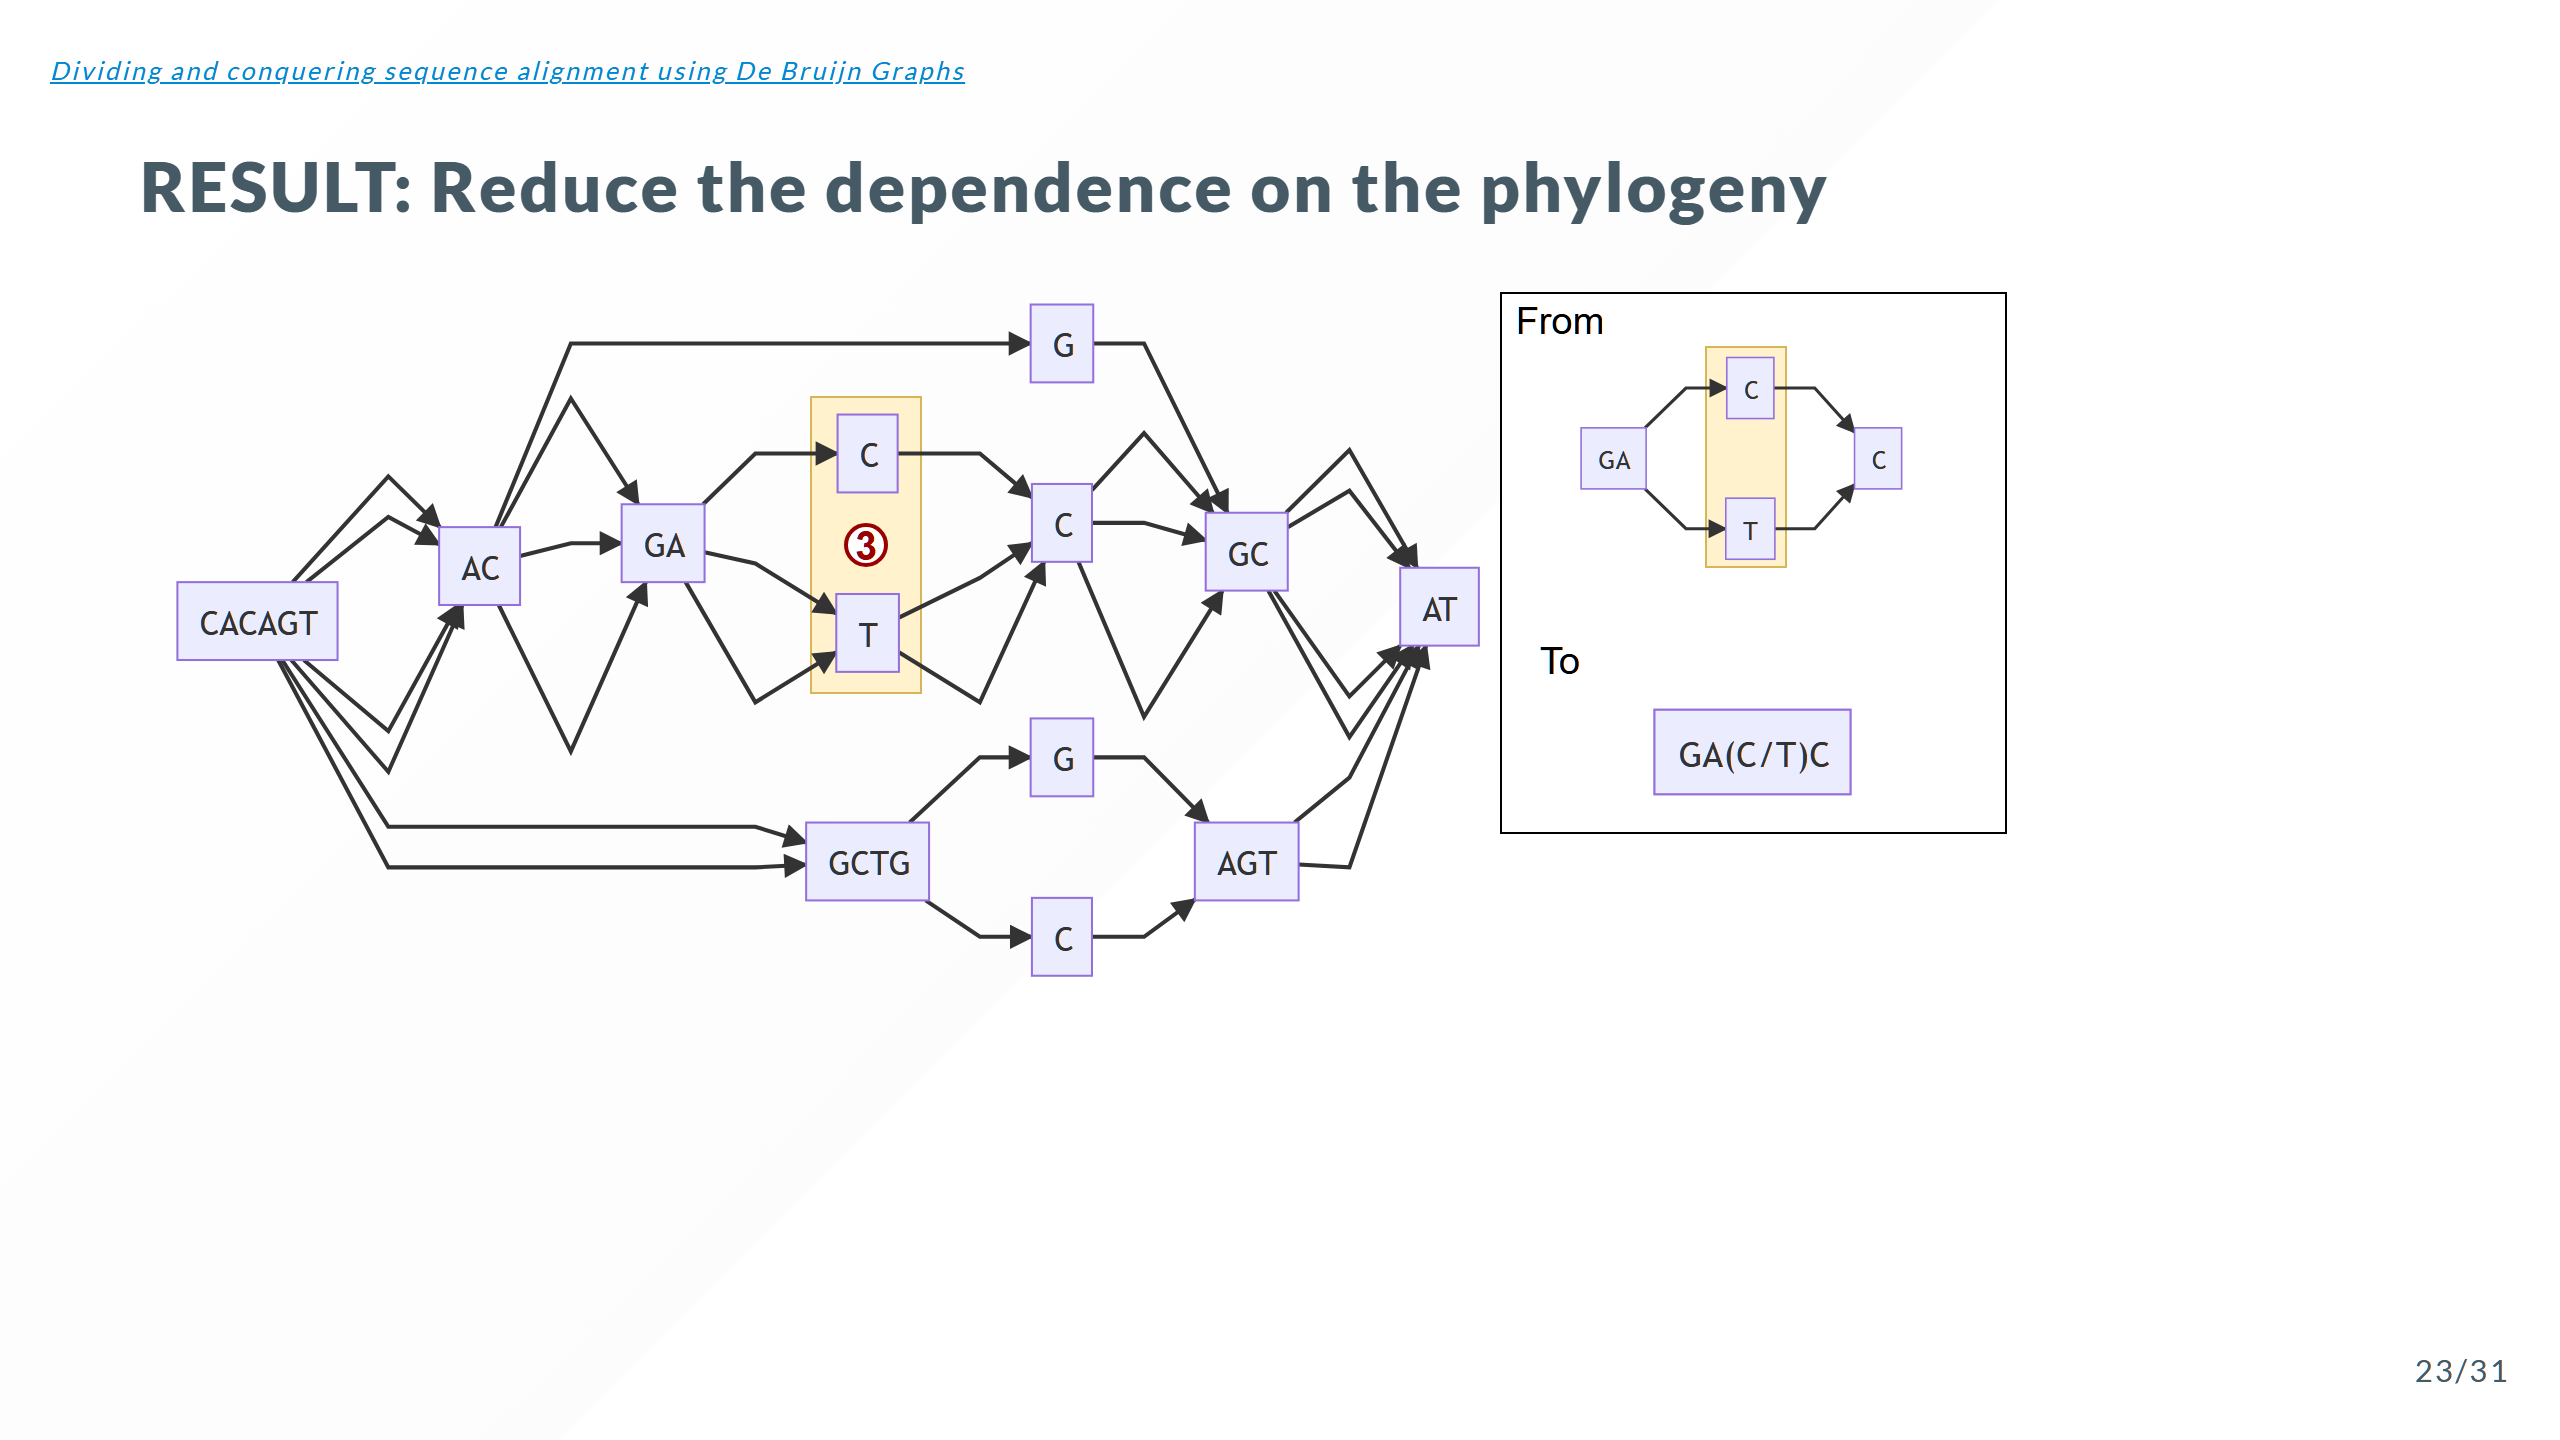 Dividing and conquering sequence alignment using De Bruijn Graphs
RESULT: Reduce the dependence on the phylogeny
CACAGT
AC
GA
C
③
T
G
C
GC
AT
GCTG
G
C
AGT
From
GA
C
T
C
To
GA(C/T)C
23/31